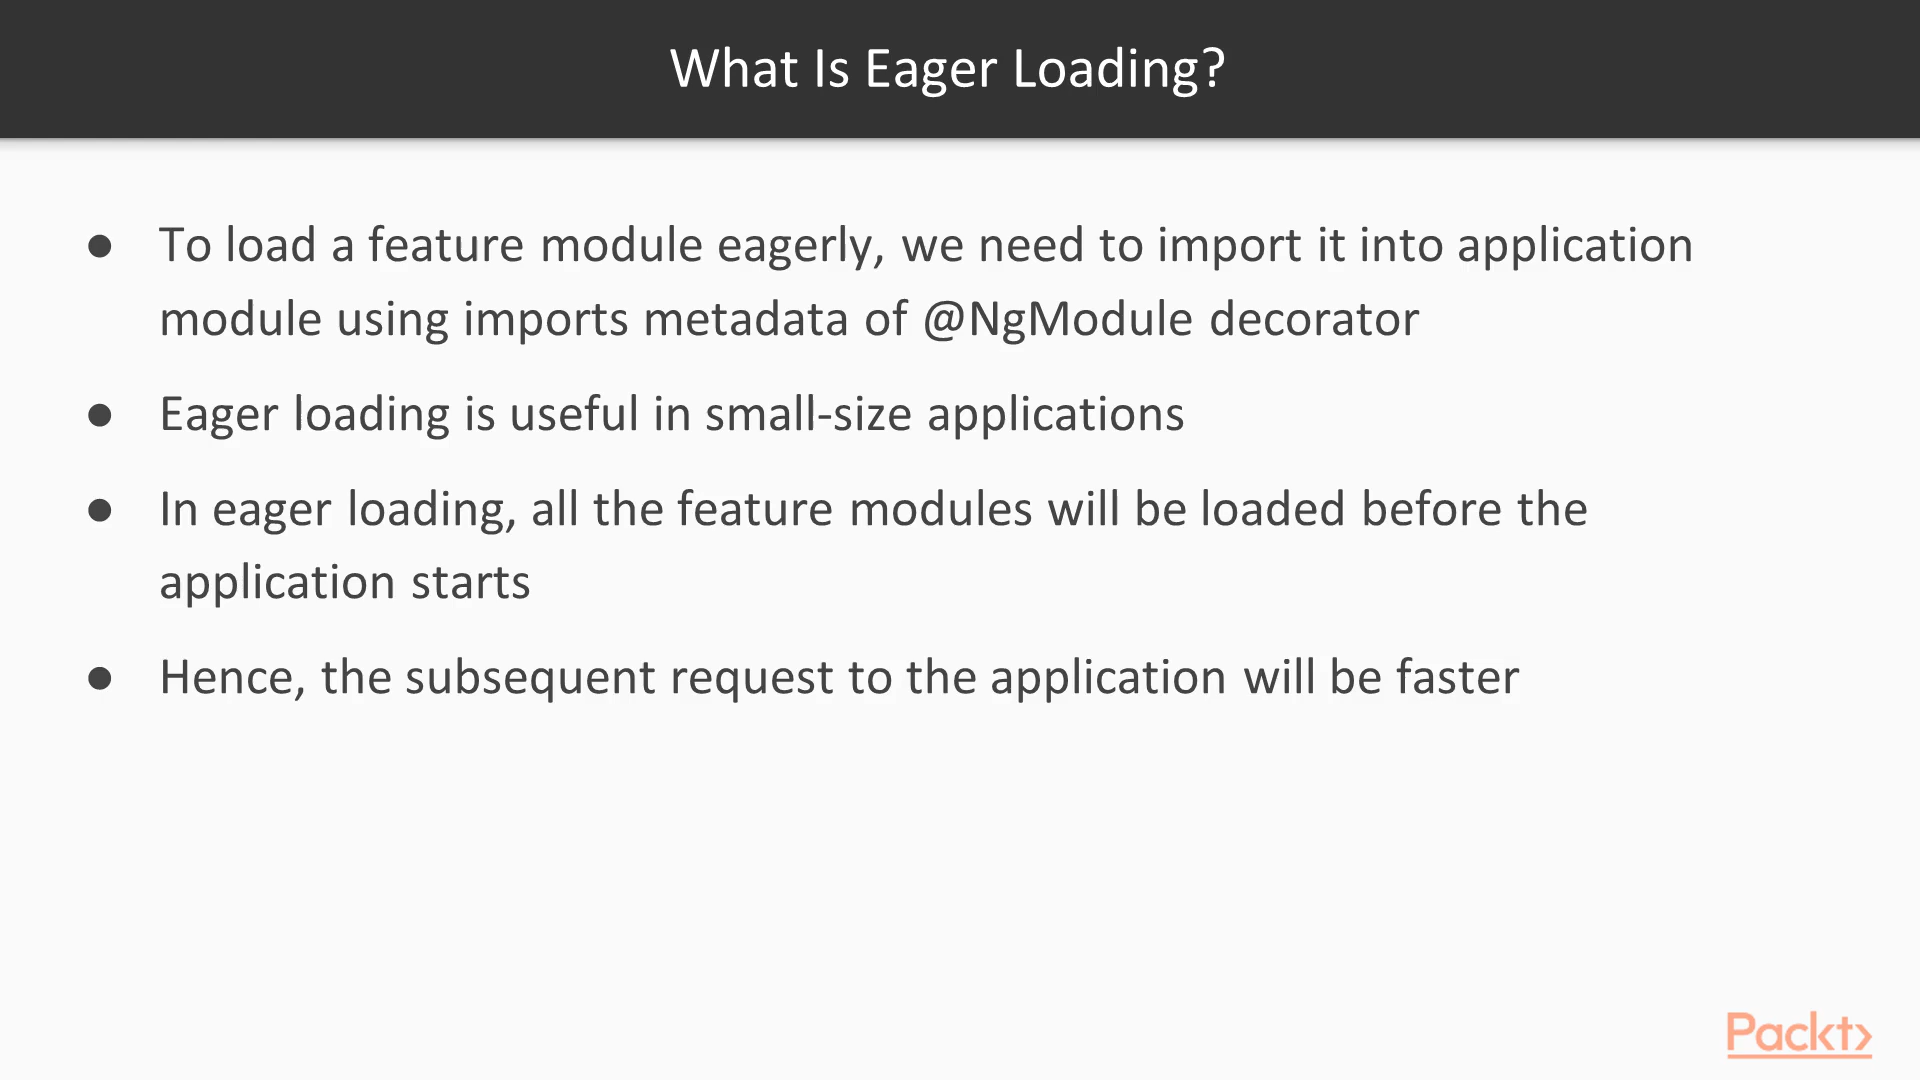 What Is Eager Loading?
● To load a feature module eagerly, we need to import it into application
module using imports metadata of @NgModule decorator
● Eager loading is useful in small-size applications
● In eager loading, all the feature modules will be loaded before the
application starts
● Hence, the subsequent request to the application will be faster
Packt>